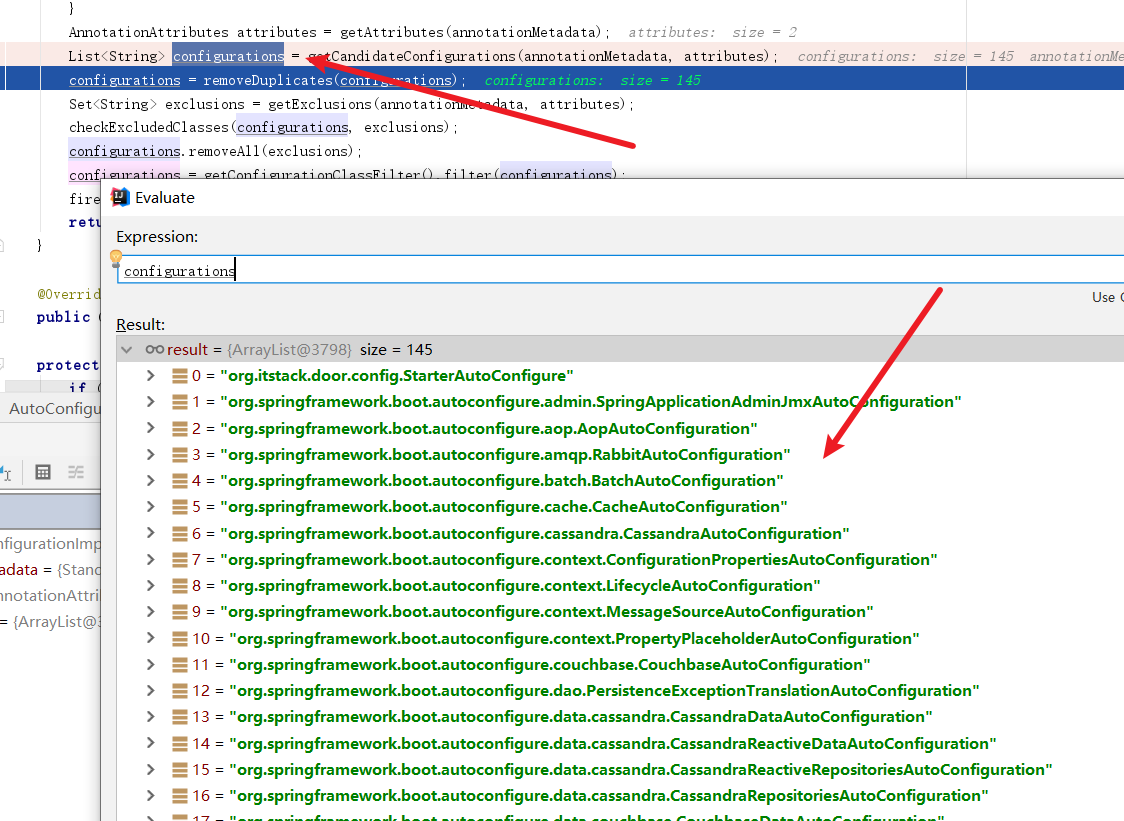 }
AnnotationAttributes attributes = getAttributes(annotationMetadata); attributes: size = 2
List<String> configurations = getCandidateConfigurations(annotationMetadata, attributes); configurations: size = 145 annotationMe
configurations = removeDuplicates(configurations); configurations: size = 145
Set<String> exclusions = getExclusions(annotationMetadata, attributes);
checkExcludedClasses(configurations, exclusions);
configurations.removeAll(exclusions);
configurations = getConfigurationClassFilter().filter(configurations);
fire
retu
}
@Overrid
public
protect
if (
AutoConfigu
nfigurationImp
adata = {Stand
nnotationAttri
= {ArrayList@3
Evaluate
Expression:
configurations
Use
Result:
result = {ArrayList@3798} size = 145
0 = "org.itstack.door.config.StarterAutoConfigure"
1 = "org.springframework.boot.autoconfigure.admin.SpringApplicationAdminJmxAutoConfiguration"
2 = "org.springframework.boot.autoconfigure.aop.AopAutoConfiguration"
3 = "org.springframework.boot.autoconfigure.amqp.RabbitAutoConfiguration"
4 = "org.springframework.boot.autoconfigure.batch.BatchAutoConfiguration"
5 = "org.springframework.boot.autoconfigure.cache.CacheAutoConfiguration"
6 = "org.springframework.boot.autoconfigure.cassandra.CassandraAutoConfiguration"
7 = "org.springframework.boot.autoconfigure.context.ConfigurationPropertiesAutoConfiguration"
8 = "org.springframework.boot.autoconfigure.context.LifecycleAutoConfiguration"
9 = "org.springframework.boot.autoconfigure.context.MessageSourceAutoConfiguration"
10 = "org.springframework.boot.autoconfigure.context.PropertyPlaceholderAutoConfiguration"
11 = "org.springframework.boot.autoconfigure.couchbase.CouchbaseAutoConfiguration"
12 = "org.springframework.boot.autoconfigure.dao.PersistenceExceptionTranslationAutoConfiguration"
13 = "org.springframework.boot.autoconfigure.data.cassandra.CassandraDataAutoConfiguration"
14 = "org.springframework.boot.autoconfigure.data.cassandra.CassandraReactiveDataAutoConfiguration"
15 = "org.springframework.boot.autoconfigure.data.cassandra.CassandraReactiveRepositoriesAutoConfiguration"
16 = "org.springframework.boot.autoconfigure.data.cassandra.CassandraRepositoriesAutoConfiguration"
17 = "org.springframework.boot.autoconfigure.data.couchbase.CouchbaseDataAutoConfiguration"